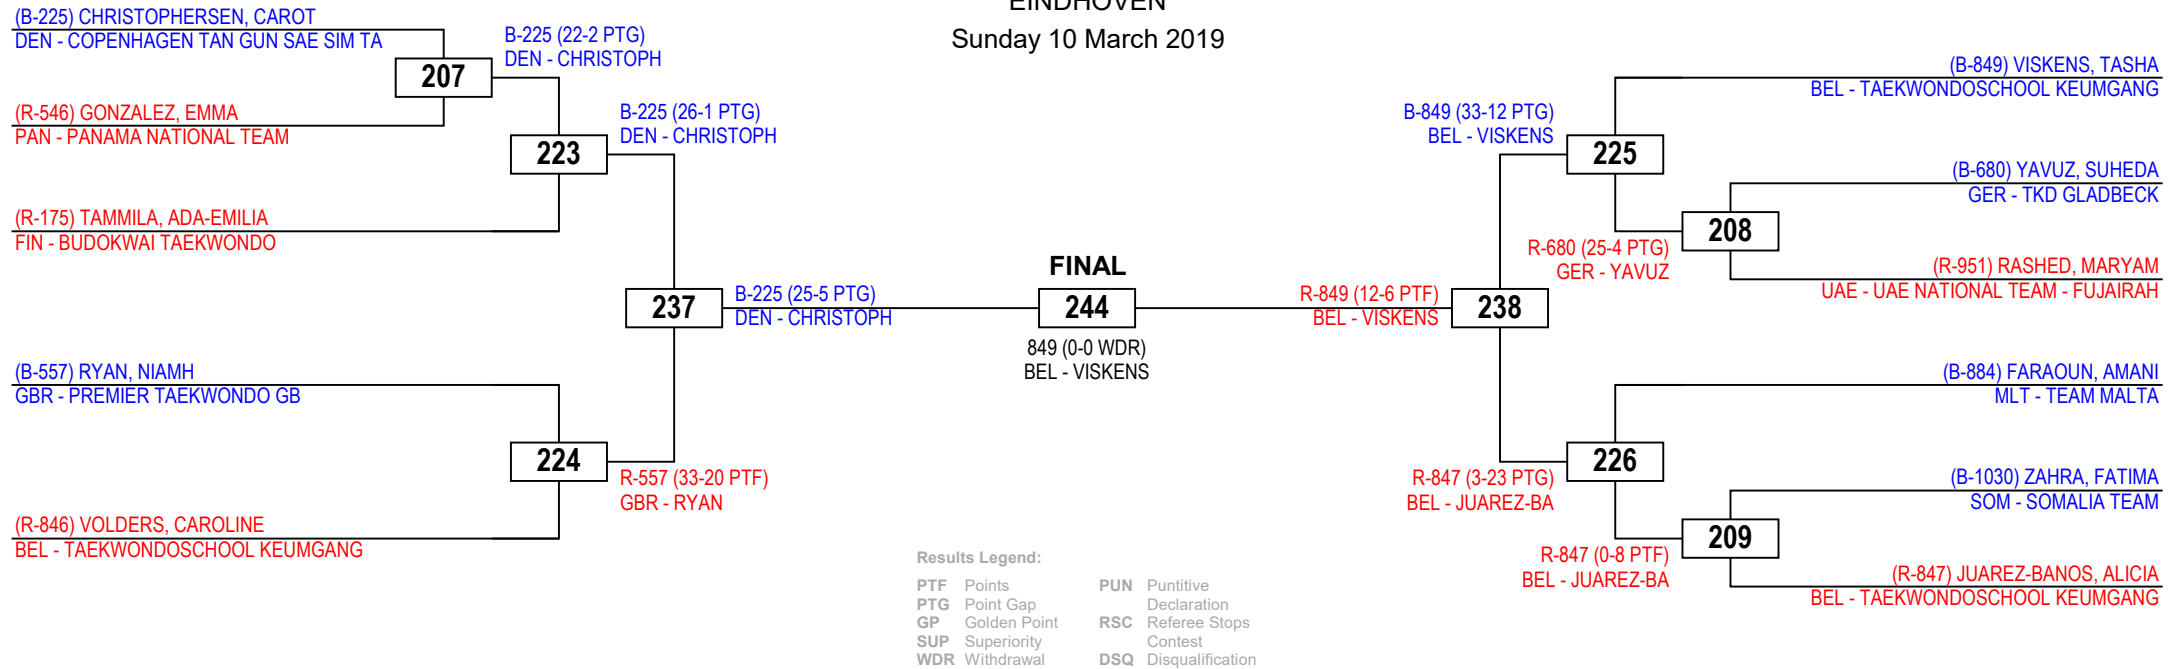 EINDHOVEN
Sunday 10 March 2019
(B-225) CHRISTOPHERSEN, CAROT
DEN - COPENHAGEN TAN GUN SAE SIM TA
207
(R-546) GONZALEZ, EMMA
PAN - PANAMA NATIONAL TEAM
B-225 (22-2 PTG)
DEN - CHRISTOPH
223
(R-175) TAMMILA, ADA-EMILIA
FIN - BUDOKWAI TAEKWONDO
B-225 (26-1 PTG)
DEN - CHRISTOPH
237
B-225 (25-5 PTG)
DEN - CHRISTOPH
(B-557) RYAN, NIAMH
GBR - PREMIER TAEKWONDO GB
224
R-557 (33-20 PTF)
GBR - RYAN
(R-846) VOLDERS, CAROLINE
BEL - TAEKWONDOSCHOOL KEUMGANG
FINAL
244
849 (0-0 WDR)
BEL - VISKENS
(B-849) VISKENS, TASHA
BEL - TAEKWONDOSCHOOL KEUMGANG
B-849 (33-12 PTG)
BEL - VISKENS
225
(B-680) YAVUZ, SUHEDA
GER - TKD GLADBECK
208
R-680 (25-4 PTG)
GER - YAVUZ
(R-951) RASHED, MARYAM
UAE - UAE NATIONAL TEAM - FUJAIRAH
R-849 (12-6 PTF)
BEL - VISKENS
238
(B-884) FARAOUN, AMANI
MLT - TEAM MALTA
226
R-847 (3-23 PTG)
BEL - JUAREZ-BA
(B-1030) ZAHRA, FATIMA
SOM - SOMALIA TEAM
209
R-847 (0-8 PTF)
BEL - JUAREZ-BA
(R-847) JUAREZ-BANOS, ALICIA
BEL - TAEKWONDOSCHOOL KEUMGANG
Results Legend:
PTF Points
PTG Point Gap
GP Golden Point
SUP Superiority
WDR Withdrawal
PUN Puntitive
Declaration
RSC Referee Stops
Contest
DSQ Disqualification